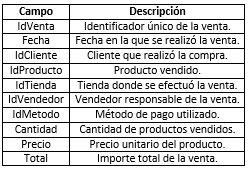 Campo Descripción
IdVenta Identificador único de la venta.
Fecha Fecha en la que se realizó la venta.
IdCliente Cliente que realizó la compra.
IdProducto Producto vendido.
IdTienda Tienda donde se efectuó la venta.
IdVendedor Vendedor responsable de la venta.
IdMetodo Método de pago utilizado.
Cantidad Cantidad de productos vendidos.
Precio Precio unitario del producto.
Total Importe total de la venta.